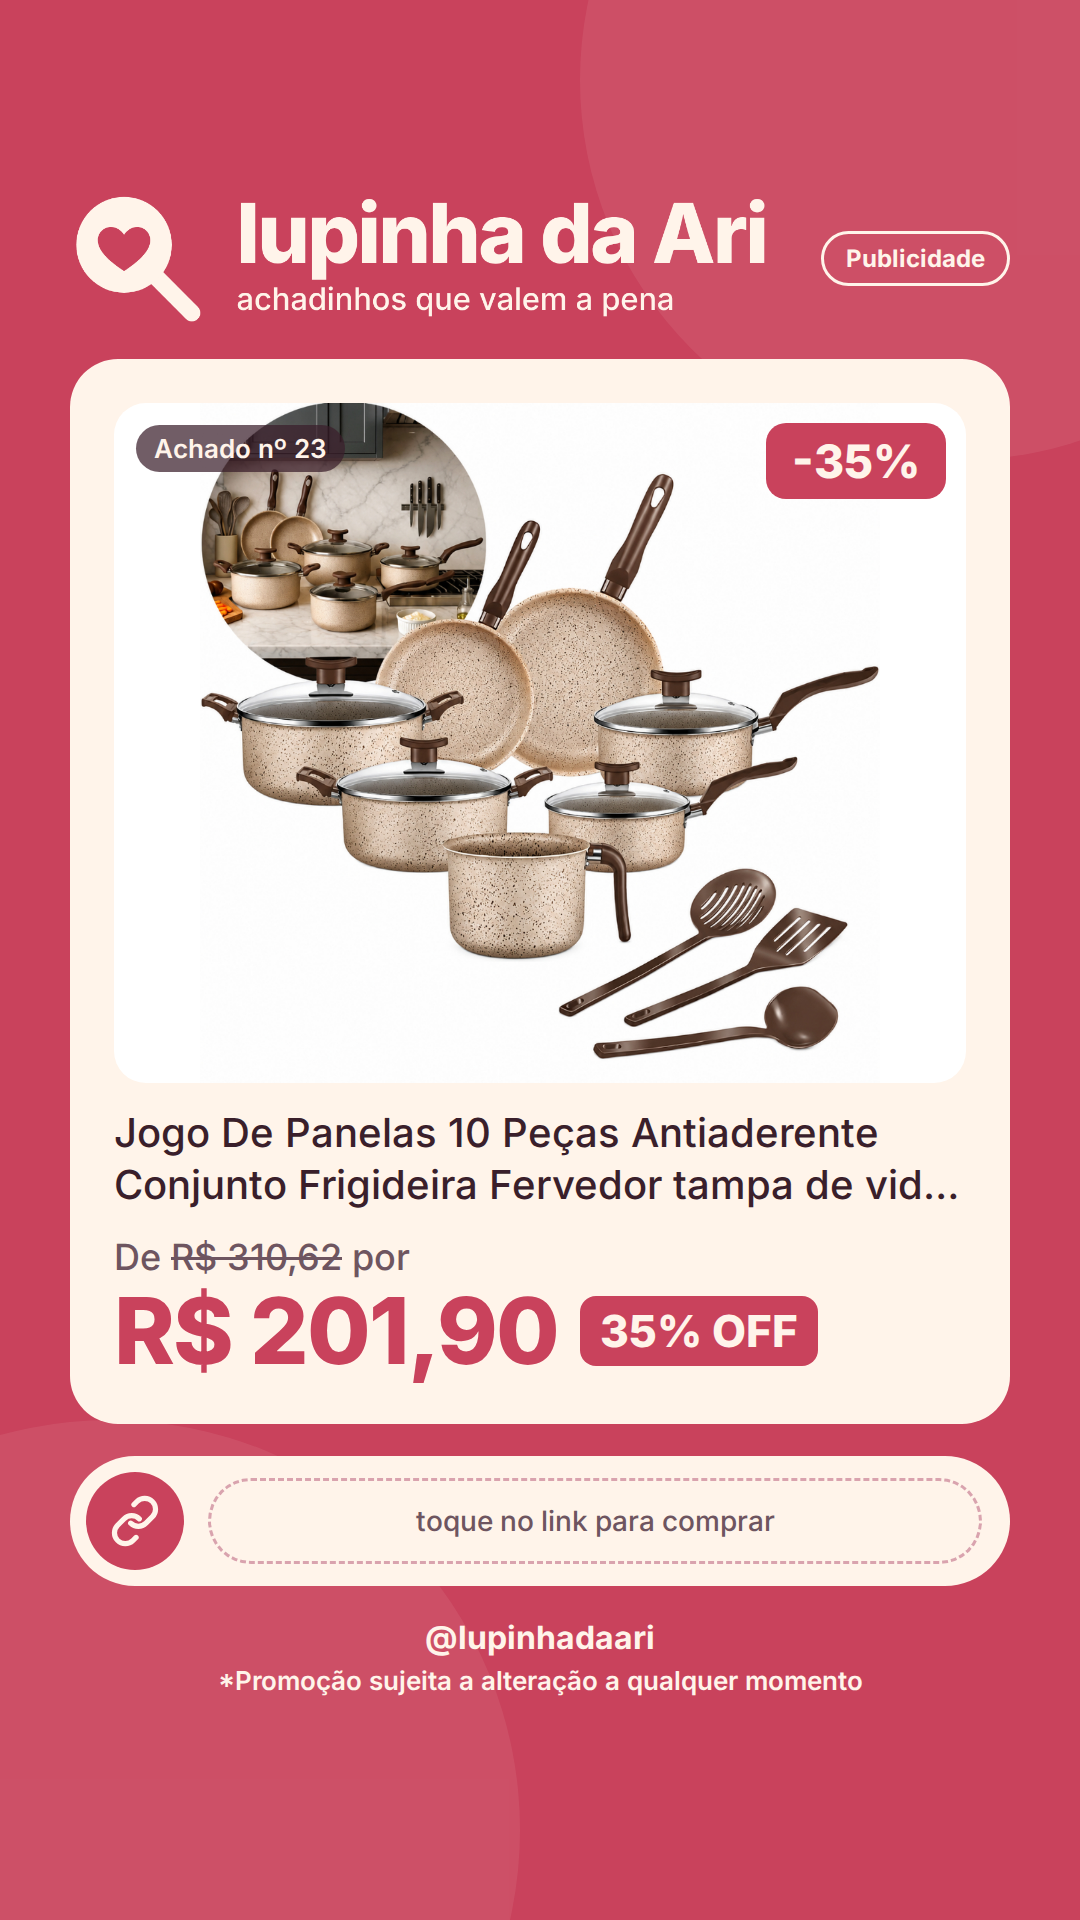 lupinha da Ari
achadinhos que valem a pena
Publicidade
Achado nº 23
-35%
Jogo De Panelas 10 Peças Antiaderente
Conjunto Frigideira Fervedor tampa de vid...
De R$ 310,62 por
R$ 201,90
35% OFF
toque no link para comprar
@lupinhadaari
*Promoção sujeita a alteração a qualquer momento